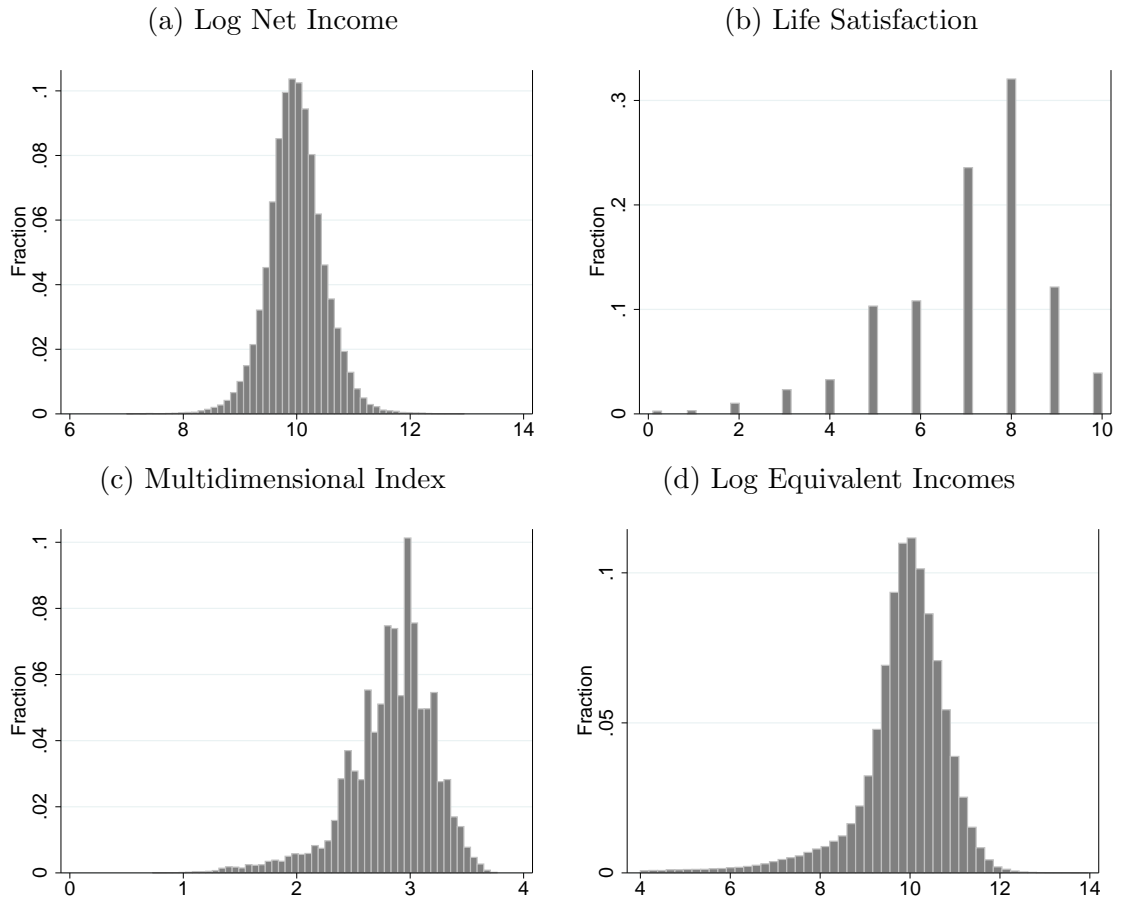 (a) Log Net Income
(b) Life Satisfaction
Fraction
0 .02 .04 .06 .08 .1
6 8 10 12 14
Fraction
0 .1 .2 .3
0 2 4 6 8 10
(c) Multidimensional Index
(d) Log Equivalent Incomes
Fraction
0 .02 .04 .06 .08 .1
0 1 2 3 4
Fraction
0 .05 .1
4 6 8 10 12 14